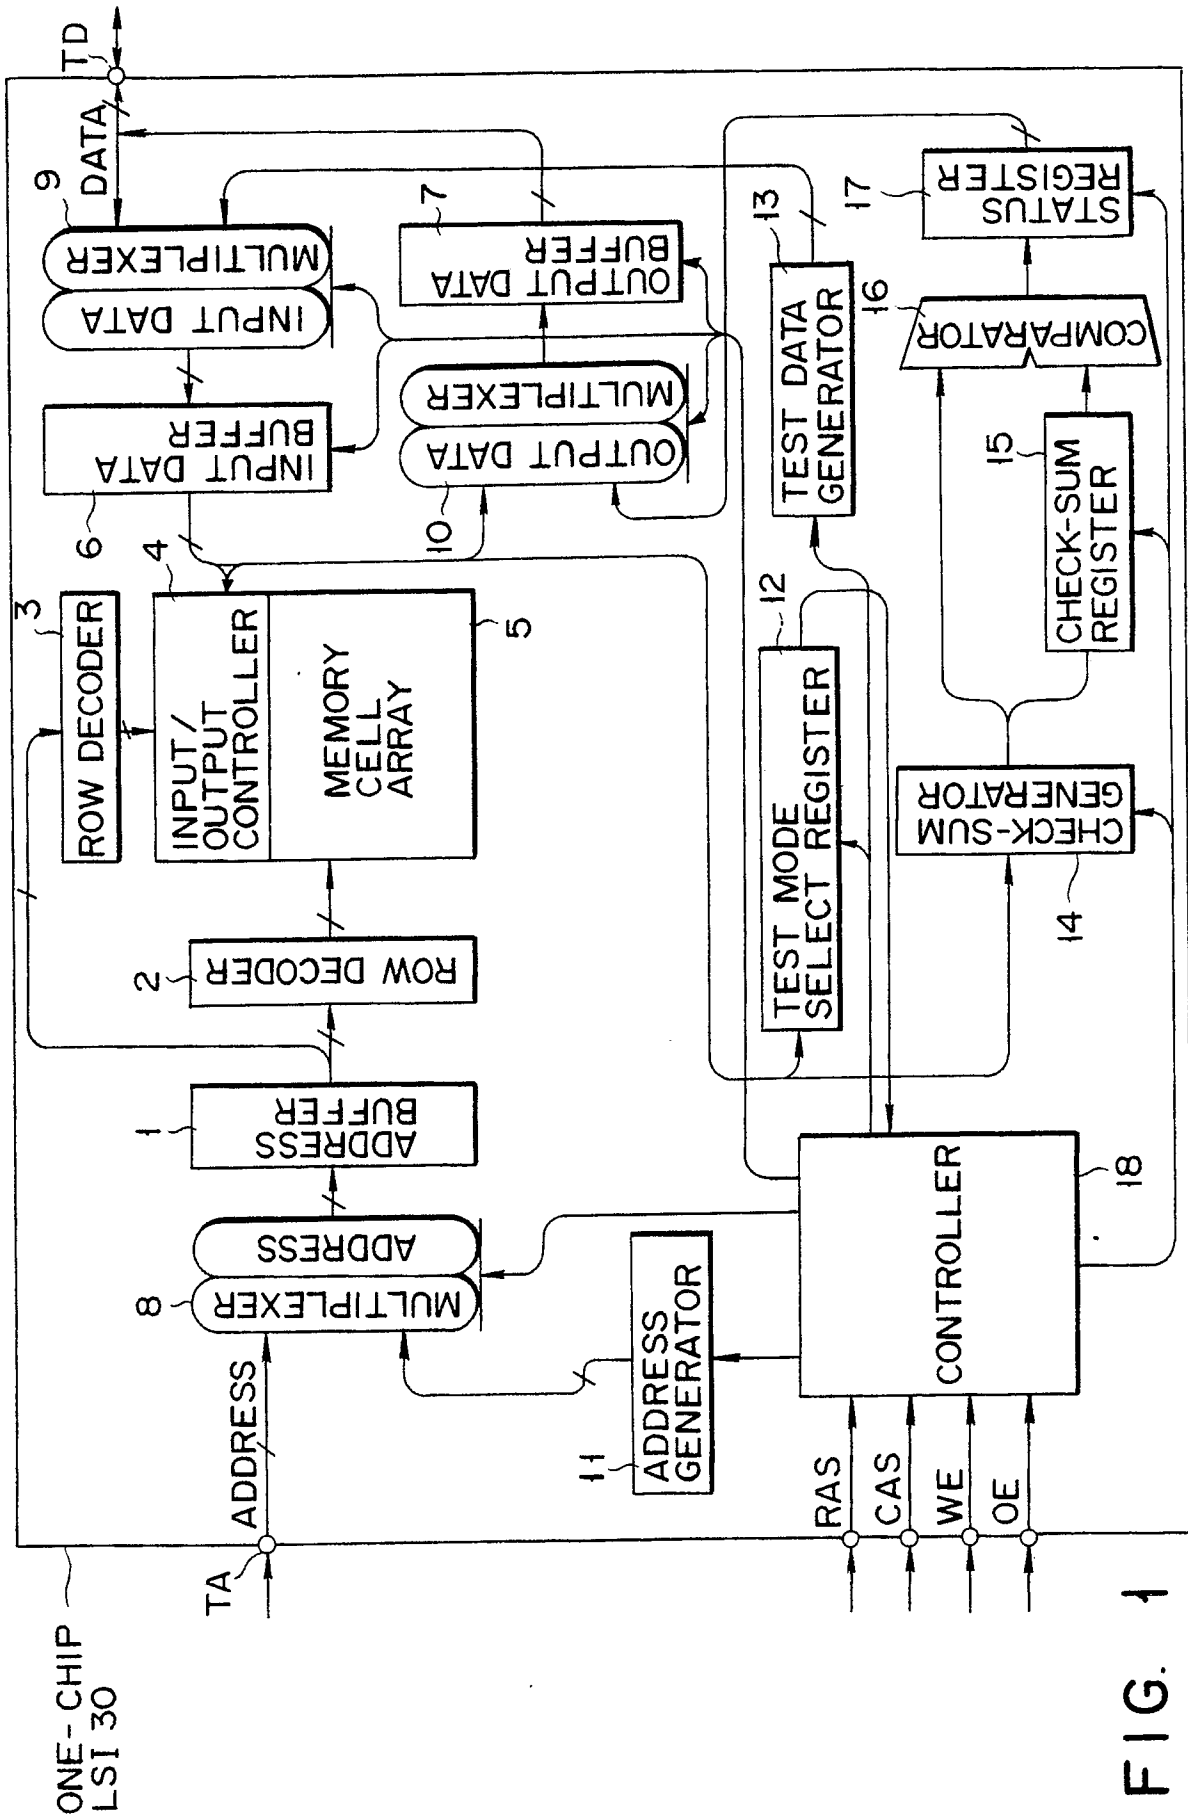 ONE-CHIP
LSI 30
TA
ADDRESS
8
MULTIPLEXER
ADDRESS
1
ADDRESS
BUFFER
2
ROW DECODER
3
ROW DECODER
4
INPUT/
OUTPUT
CONTROLLER
MEMORY
CELL
ARRAY
5
6
INPUT DATA
BUFFER
9
INPUT DATA
MULTIPLEXER
DATA
TD
10
OUTPUT DATA
MULTIPLEXER
7
OUTPUT DATA
BUFFER
11
ADDRESS
GENERATOR
12
TEST MODE
SELECT REGISTER
13
TEST DATA
GENERATOR
RAS
CAS
WE
OE
CONTROLLER
18
14
CHECK-SUM
GENERATOR
15
CHECK-SUM
REGISTER
16
COMPARATOR
17
STATUS
REGISTER
FIG. 1